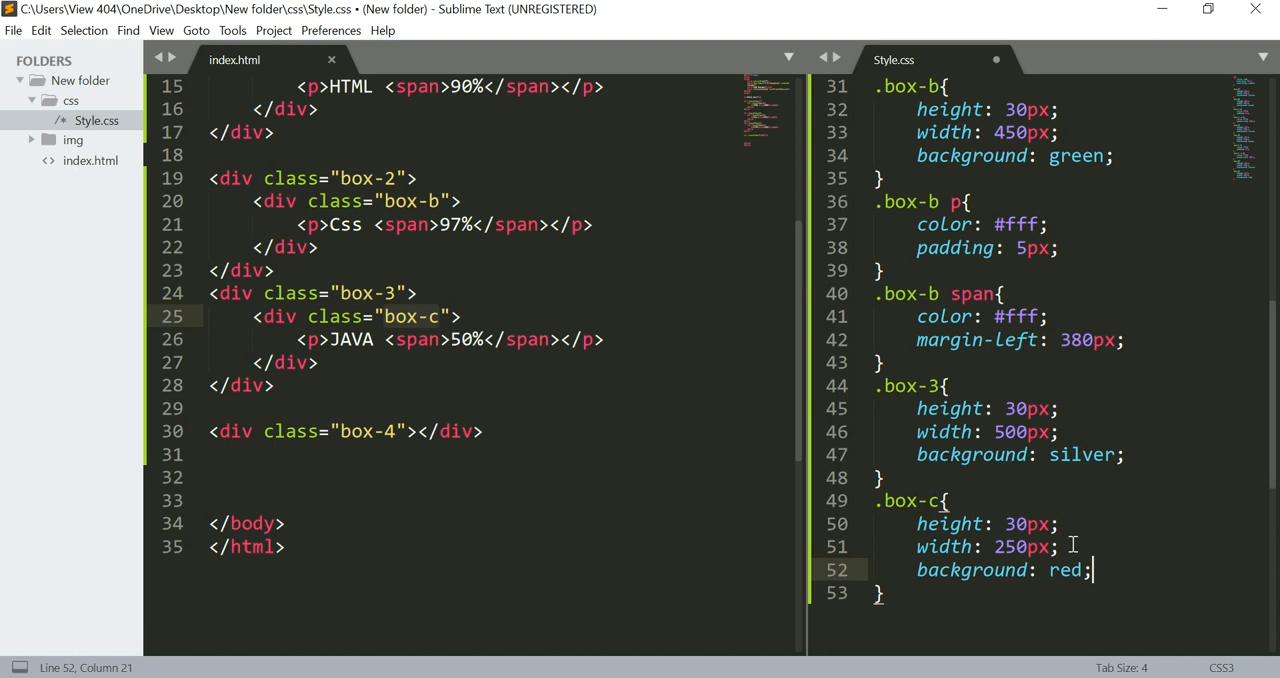 C:\Users\View 404\OneDrive\Desktop\New folder\css\Style.css • (New folder) - Sublime Text (UNREGISTERED)
File Edit Selection Find View Goto Tools Project Preferences Help
FOLDERS
New folder
css
/* Style.css
img
<> index.html
index.html
15 <p>HTML <span>90%</span></p>
16 </div>
17 </div>
18
19 <div class="box-2">
20 <div class="box-b">
21 <p>Css <span>97%</span></p>
22 </div>
23 </div>
24 <div class="box-3">
25 <div class="box-c">
26 <p>JAVA <span>50%</span></p>
27 </div>
28 </div>
29
30 <div class="box-4"></div>
31
32
33
34 </body>
35 </html>
Style.css
31 .box-b{
32 height: 30px;
33 width: 450px;
34 background: green;
35 }
36 .box-b p{
37 color: #fff;
38 padding: 5px;
39 }
40 .box-b span{
41 color: #fff;
42 margin-left: 380px;
43 }
44 .box-3{
45 height: 30px;
46 width: 500px;
47 background: silver;
48 }
49 .box-c{
50 height: 30px;
51 width: 250px;
52 background: red;
53 }
Line 52, Column 21
Tab Size: 4
CSS3